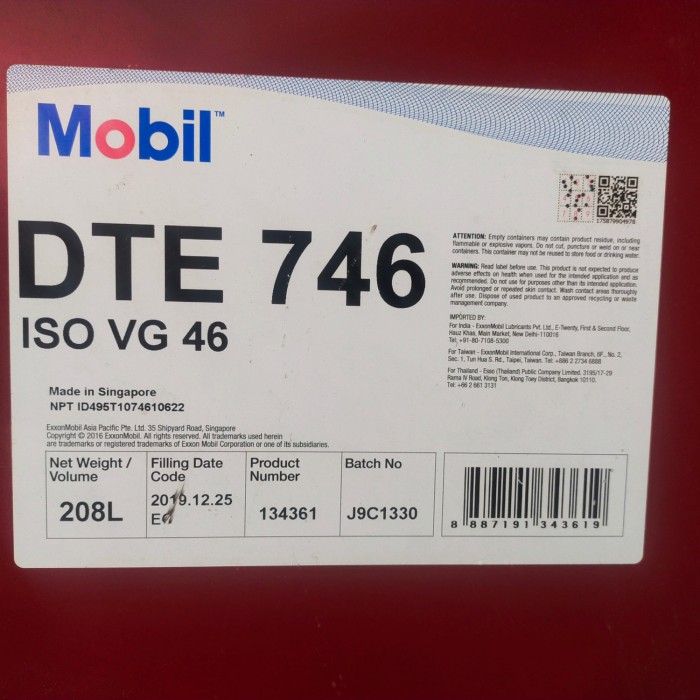 Mobil™
175879904676
DTE 746
ISO VG 46
ATTENTION: Empty containers may contain product residue, including
flammable or explosive vapors. Do not cut, puncture or weld on or near
containers. This container may not be reused to store food or drinking water.
WARNING: Read label before use. This product is not expected to produce
adverse effects on health when used for the intended application and as
recommended. Do not use for purposes other than its intended application.
Avoid prolonged or repeated skin contact. Wash contact areas thoroughly
after use. Dispose of used product to an approved recycling or waste
management company.
IMPORTED BY:
For India - ExxonMobil Lubricants Pvt. Ltd., E-Twenty, First & Second Floor,
Hauz Khas, Main Market, New Delhi-110016
Tel; +91-80-7108-5300
For Taiwan - ExxonMobil International Corp., Taiwan Branch, 6F., No. 2,
Sec. 1, Tun Hua S. Rd., Taipei, Taiwan. Tel: +886 2 2734 6888
For Thailand - Esso (Thailand) Public Company Limited. 3195/17-29
Rama IV Road, Klong Ton, Klong Toey District, Bangkok 10110.
Tel: +66 2 661 3131
Made in Singapore
NPT ID495T1074610622
ExxonMobil Asia Pacific Pte. Ltd. 35 Shipyard Road, Singapore
Copyright © 2016 ExxonMobil. All rights reserved. All trademarks used herein
are trademarks or registered trademarks of Exxon Mobil Corporation or one of its subsidiaries.
Net Weight /
Volume
208L
Filling Date
Code
2019.12.25
Product
Number
134361
Batch No
J9C1330
8 887191 343619